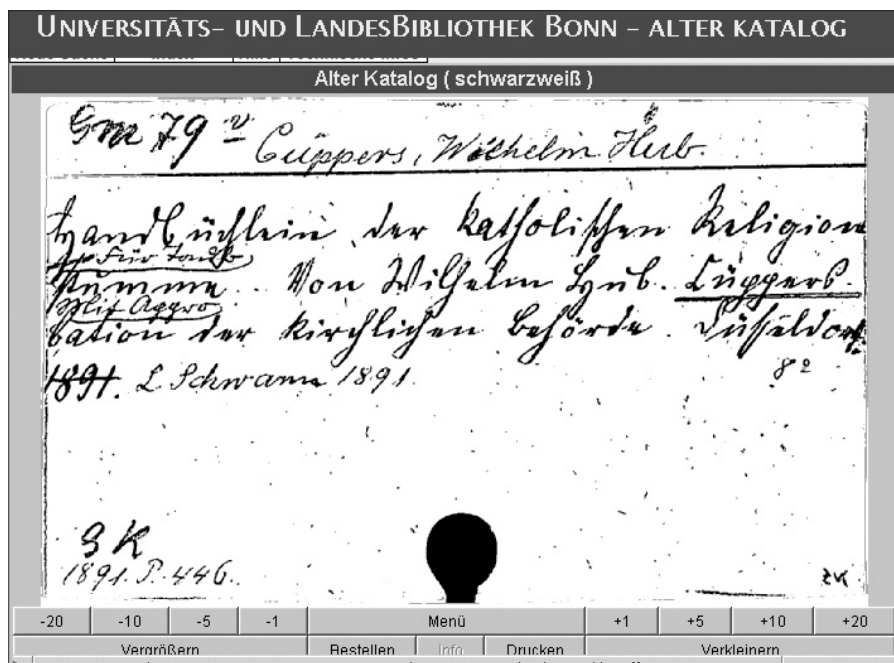 UNIVERSITÄTS- UND LANDESBIBLIOTHEK BONN - ALTER KATALOG
Alter Katalog ( schwarzweiß )
Gm 79 v Cüppers, Wilhelm Hub.
Handbüchlein der katholischen Religion
Für Taub-
stumme. Von Wilhelm Hub. Cüppers.
Mit Appro
bation der kirchlichen Behörde. Düsseldorf.
1891. L Schwann 1891. 8º
G K
1891. P. 446.
ZK
-20 -10 -5 -1 Menü +1 +5 +10 +20
Vergrößern Bestellen Info Drucken Verkleinern